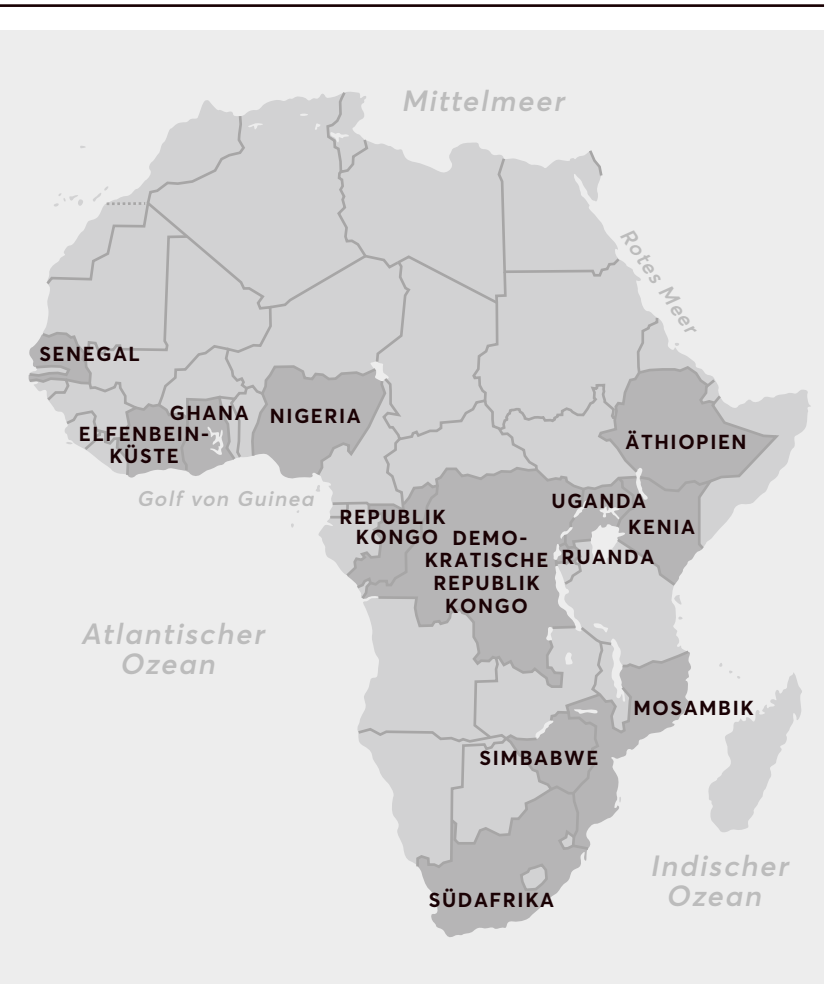 Mittelmeer
Rotes Meer
SENEGAL
GHANA
NIGERIA
ELFENBEIN-
KÜSTE
ÄTHIOPIEN
Golf von Guinea
UGANDA
REPUBLIK
KONGO
KENIA
DEMO-
KRATISCHE
REPUBLIK
KONGO
RUANDA
Atlantischer
Ozean
MOSAMBIK
SIMBABWE
Indischer
Ozean
SÜDAFRIKA